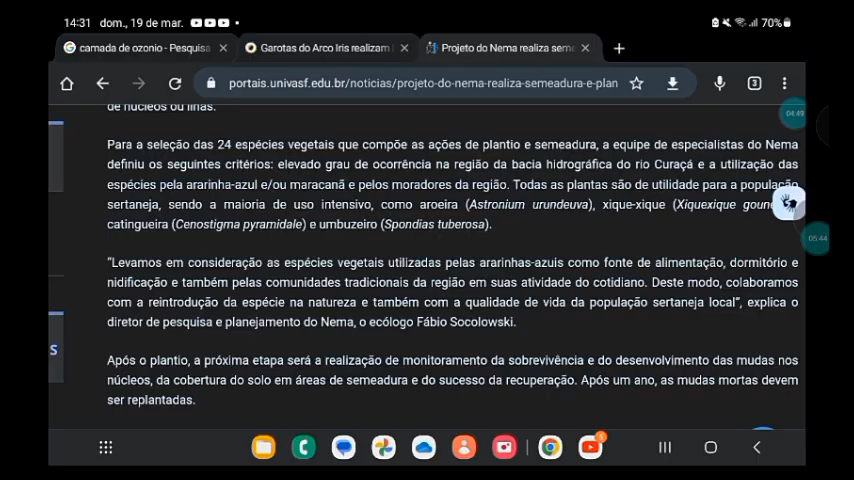 14:31 dom., 19 de mar.
70%
camada de ozonio - Pesquisa
Garotas do Arco Iris realizam
Projeto do Nema realiza sem
portais.univasf.edu.br/noticias/projeto-do-nema-realiza-semeadura-e-plan
3
de núcleos ou linhas.
04:49
Para a seleção das 24 espécies vegetais que compõe as ações de plantio e semeadura, a equipe de especialistas do Nema
definiu os seguintes critérios: elevado grau de ocorrência na região da bacia hidrográfica do rio Curaçá e a utilização das
espécies pela ararinha-azul e/ou maracanã e pelos moradores da região. Todas as plantas são de utilidade para a população
sertaneja, sendo a maioria de uso intensivo, como aroeira (Astronium urundeuva), xique-xique (Xiquexique
catingueira (Cenostigma pyramidale) e umbuzeiro (Spondias tuberosa).
05:44
“Levamos em consideração as espécies vegetais utilizadas pelas ararinhas-azuis como fonte de alimentação, dormitório e
nidificação e também pelas comunidades tradicionais da região em suas atividade do cotidiano. Deste modo, colaboramos
com a reintrodução da espécie na natureza e também com a qualidade de vida da população sertaneja local”, explica o
diretor de pesquisa e planejamento do Nema, o ecólogo Fábio Socolowski.
S
Após o plantio, a próxima etapa será a realização de monitoramento da sobrevivência e do desenvolvimento das mudas nos
núcleos, da cobertura do solo em áreas de semeadura e do sucesso da recuperação. Após um ano, as mudas mortas devem
ser replantadas.